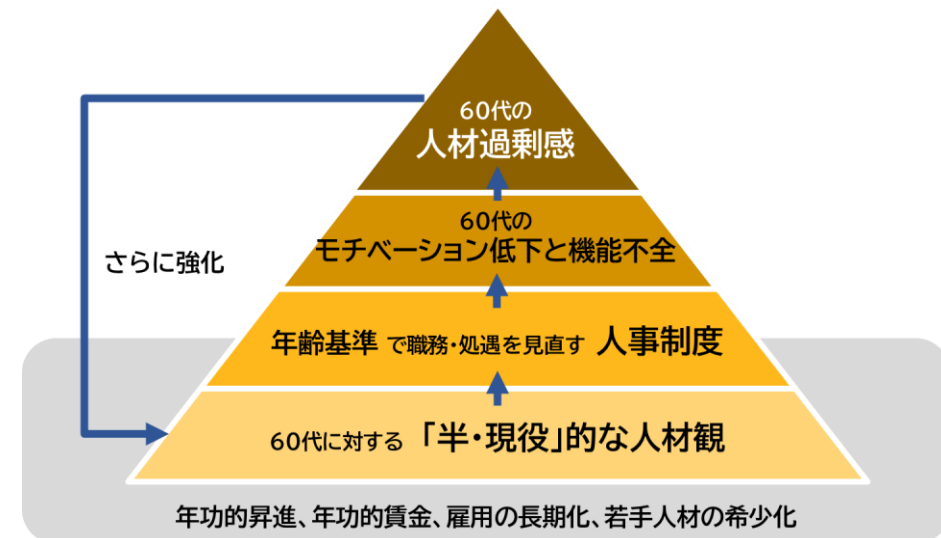 60代の
人材過剰感
60代の
モチベーション低下と機能不全
さらに強化
年齢基準 で職務・処遇を見直す 人事制度
60代に対する 「半・現役」的な人材観
年功的昇進、年功的賃金、雇用の長期化、若手人材の希少化